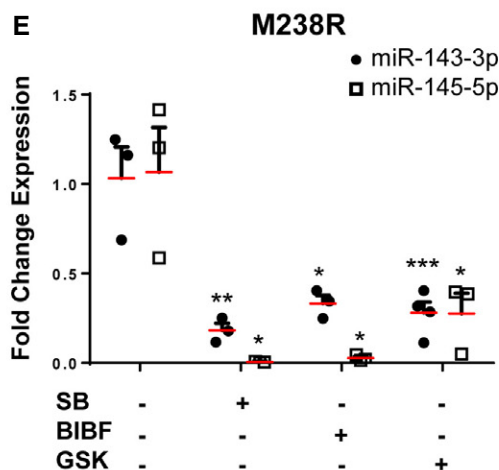 E
M238R
miR-143-3p
miR-145-5p
Fold Change Expression
1.5
1.0
0.5
0.0
** * * * *** *
SB - + - -
BIBF - - + -
GSK - - - +